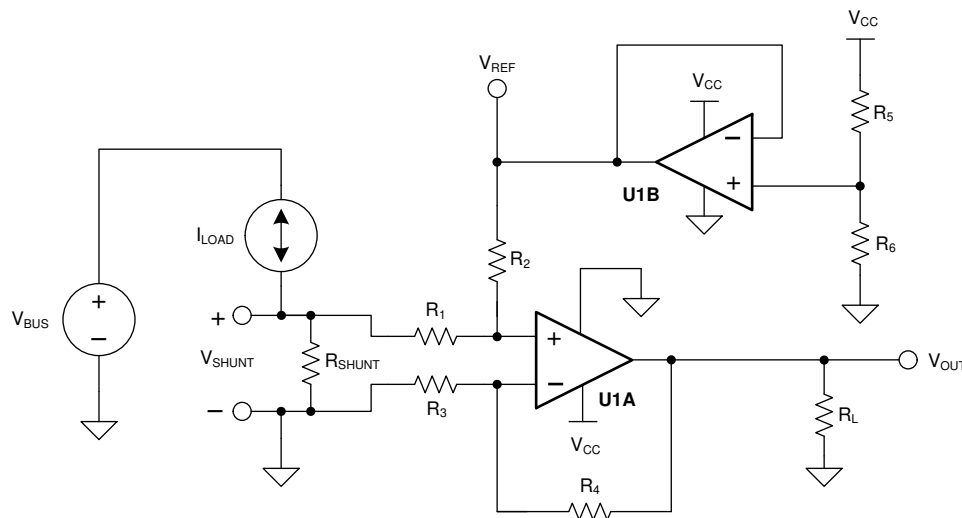 VCC
VREF
VCC
R5
−
+
U1B
ILOAD
R2
R6
+
−
VBUS
+
R1
VSHUNT
RSHUNT
+
−
VOUT
−
R3
U1A
RL
VCC
R4